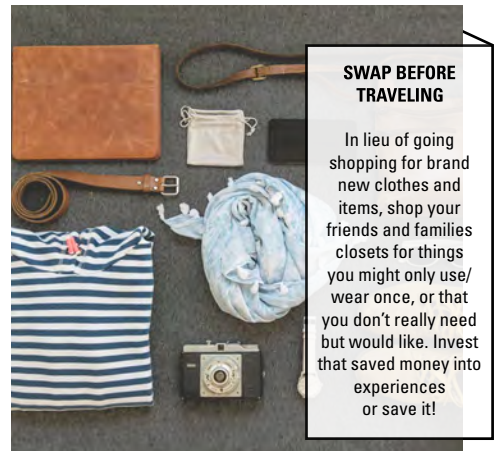 SWAP BEFORE
TRAVELING
In lieu of going
shopping for brand
new clothes and
items, shop your
friends and families
closets for things
you might only use/
wear once, or that
you don't really need
but would like. Invest
that saved money into
experiences
or save it!